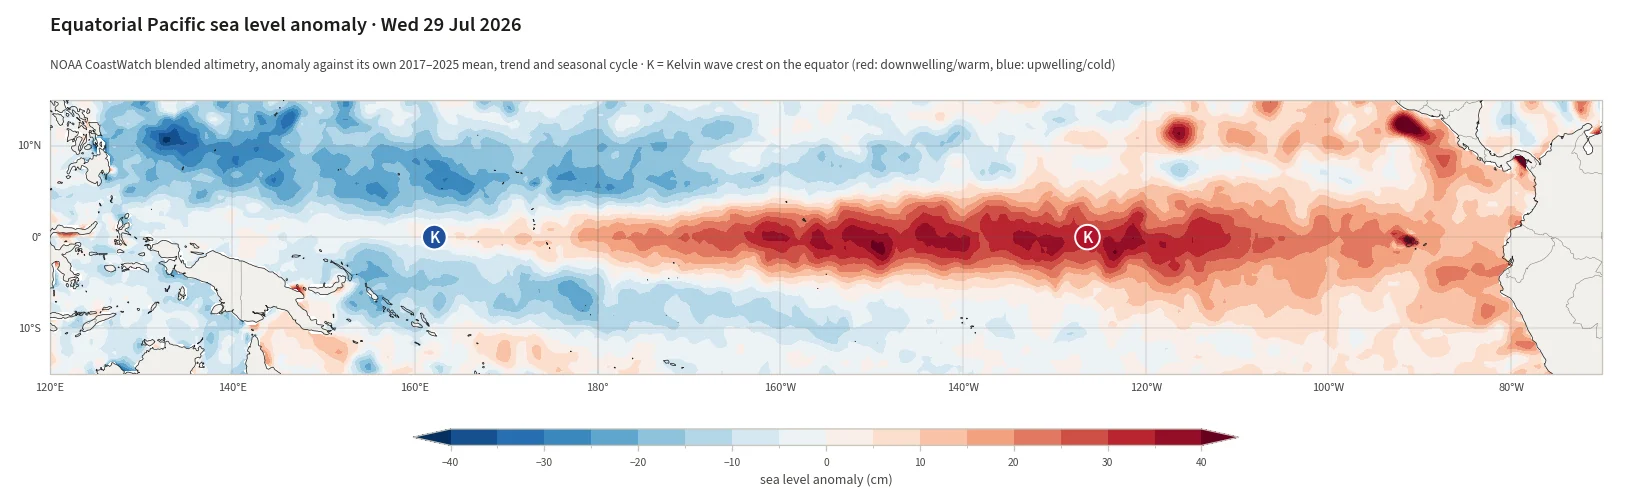 Equatorial Pacific sea level anomaly · Wed 29 Jul 2026
NOAA CoastWatch blended altimetry, anomaly against its own 2017–2025 mean, trend and seasonal cycle · K = Kelvin wave crest on the equator (red: downwelling/warm, blue: upwelling/cold)
10°N
0°
10°S
K
K
120°E 140°E 160°E 180° 160°W 140°W 120°W 100°W 80°W
−40 −30 −20 −10 0 10 20 30 40
sea level anomaly (cm)